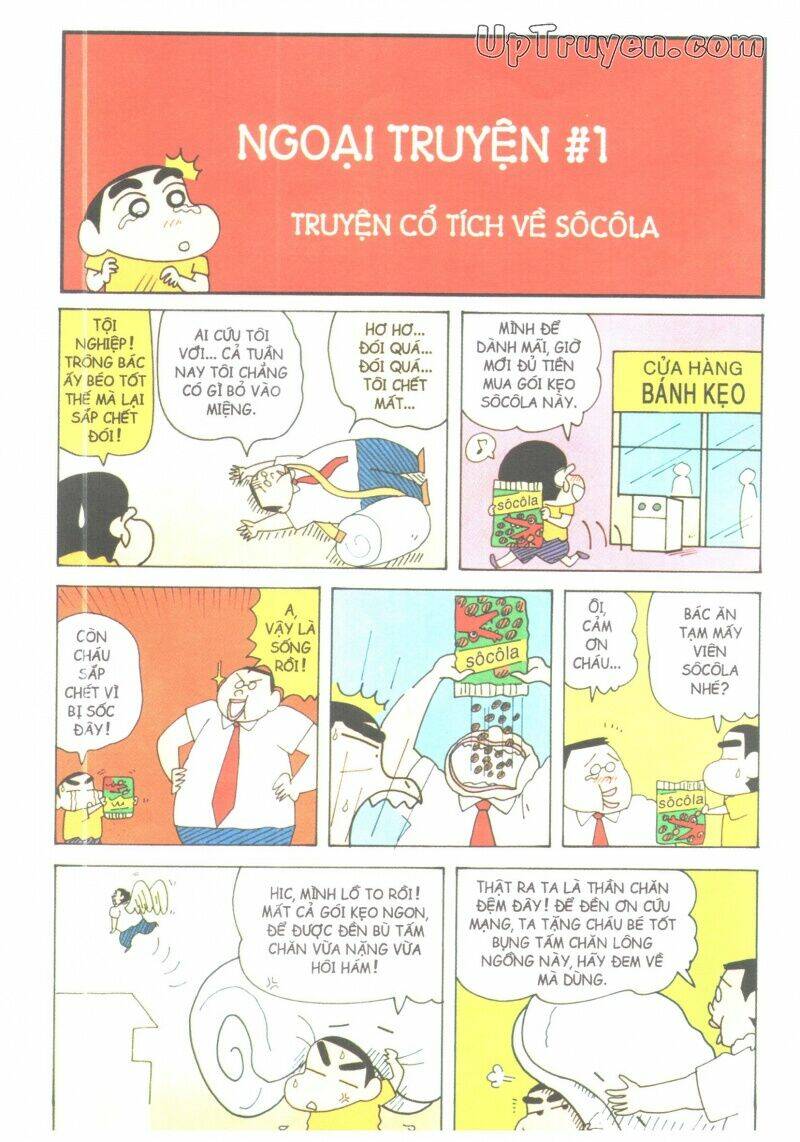 UpTruyen.com
NGOẠI TRUYỆN #1
TRUYỆN CỔ TÍCH VỀ SÔCÔLA
MÌNH ĐỂ
DÀNH MÃI, GIỜ
MỚI ĐỦ TIỀN
MUA GÓI KẸO
SÔCÔLA NÀY.
CỬA HÀNG
BÁNH KẸO
sôcôla
HƠ HƠ...
ĐÓI QUÁ...
ĐÓI QUÁ...
TÔI CHẾT
MẤT...
AI CỨU TÔI
VỚI... CẢ TUẦN
NAY TÔI CHẲNG
CÓ GÌ BỎ VÀO
MIỆNG.
TỘI
NGHIỆP!
TRÔNG BÁC
ẤY BÉO TỐT
THẾ MÀ LẠI
SẮP CHẾT
ĐÓI!
BÁC ĂN
TẠM MẤY
VIÊN
SÔCÔLA
NHÉ?
ÔI,
CẢM
ƠN
CHÁU...
sôcôla
sôcôla
A,
VẬY LÀ
SỐNG
RỒI!
CÒN
CHÁU
SẮP
CHẾT VÌ
BỊ SỐC
ĐÂY!
THẬT RA TA LÀ THẦN CHĂN
ĐỆM ĐÂY! ĐỂ ĐỀN ƠN CỨU
MẠNG, TA TẶNG CHÁU BÉ TỐT
BỤNG TẤM CHĂN LÔNG
NGỖNG NÀY, HÃY ĐEM VỀ
MÀ DÙNG.
HIC, MÌNH LỖ TO RỒI!
MẤT CẢ GÓI KẸO NGON,
ĐỂ ĐƯỢC ĐỀN BÙ TẤM
CHĂN VỪA NẶNG VỪA
HÔI HÁM!